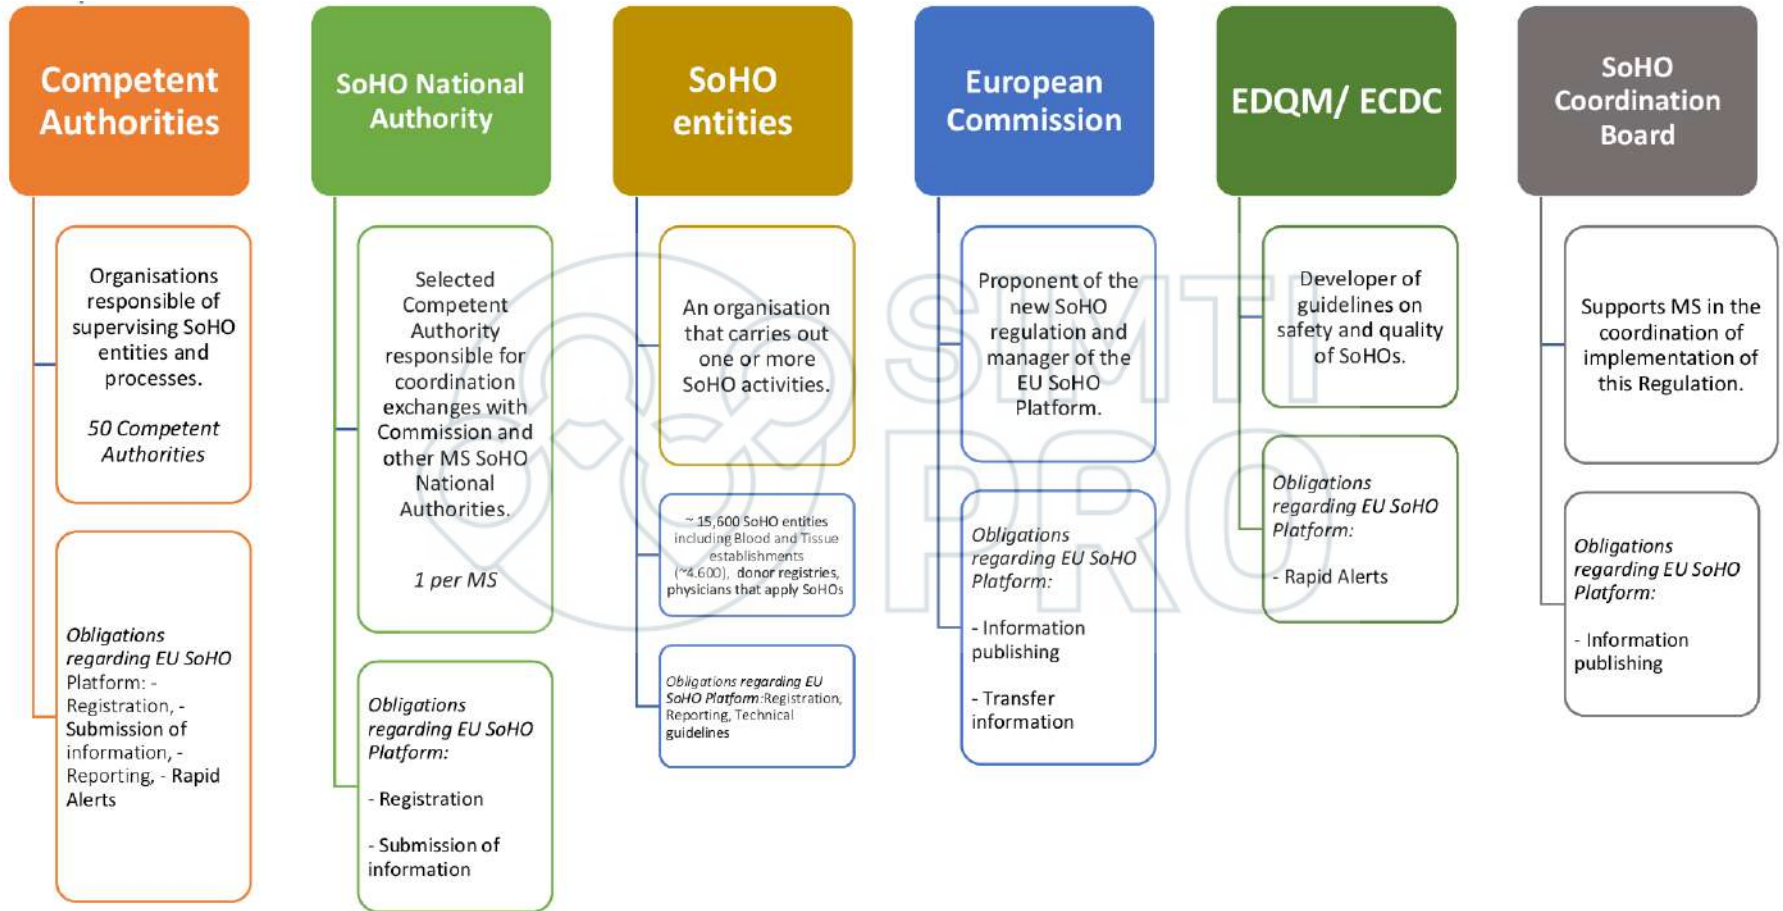 Competent
Authorities
Organisations
responsible of
supervising SoHO
entities and
processes.
50 Competent
Authorities
Obligations
regarding EU SoHO
Platform: -
Registration, -
Submission of
information, -
Reporting, - Rapid
Alerts
SoHO National
Authority
Selected
Competent
Authority
responsible for
coordination
exchanges with
Commission and
other MS SoHO
National
Authorities.
1 per MS
Obligations
regarding EU SoHO
Platform:
- Registration
- Submission of
information
SoHO
entities
An organisation
that carries out
one or more
SoHO activities.
~ 15,600 SoHO entities
including Blood and Tissue
establishments
(~4.600), donor registries,
physicians that apply SoHOs
Obligations regarding EU
SoHO Platform:Registration,
Reporting, Technical
guidelines
European
Commission
Proponent of the
new SoHO
regulation and
manager of the
EU SoHO
Platform.
Obligations
regarding EU SoHO
Platform:
- Information
publishing
- Transfer
information
EDQM/ ECDC
Developer of
guidelines on
safety and quality
of SoHOs.
Obligations
regarding EU SoHO
Platform:
- Rapid Alerts
SoHO
Coordination
Board
Supports MS in the
coordination of
implementation of
this Regulation.
Obligations
regarding EU SoHO
Platform:
- Information
publishing
SIMTI
PRO